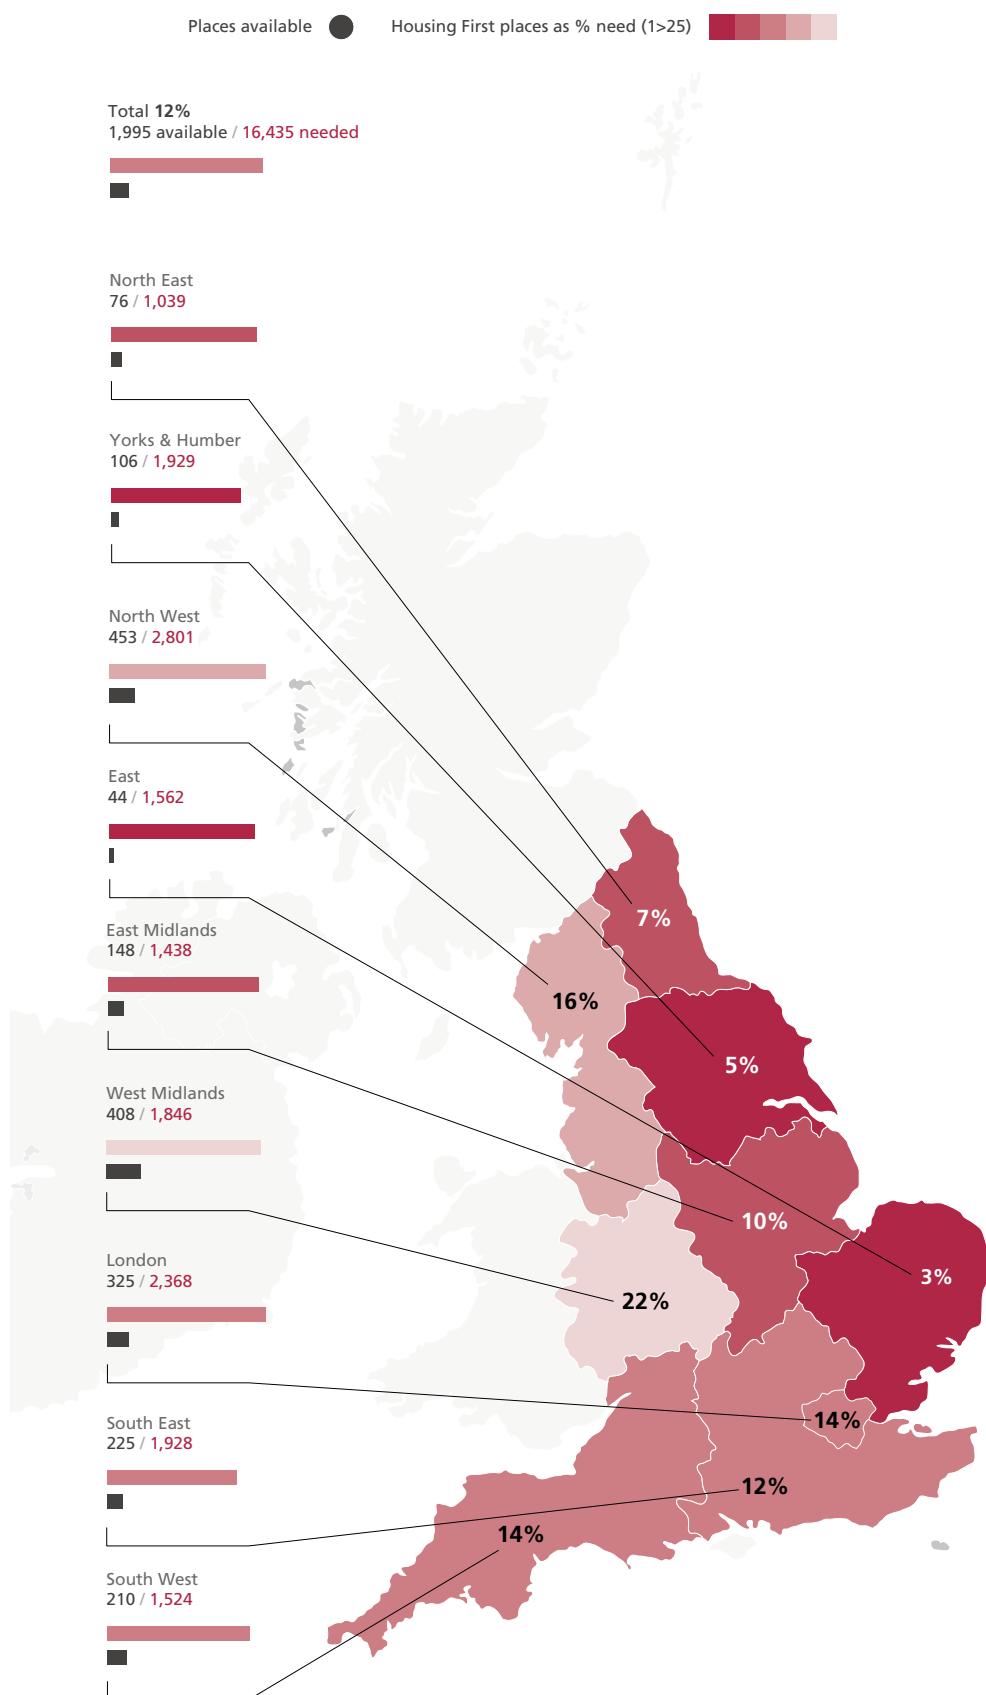 Places available
Housing First places as % need (1>25)
Total 12%
1,995 available / 16,435 needed
North East
76 / 1,039
Yorks & Humber
106 / 1,929
North West
453 / 2,801
East
44 / 1,562
East Midlands
148 / 1,438
West Midlands
408 / 1,846
London
325 / 2,368
South East
225 / 1,928
South West
210 / 1,524
7%
16%
5%
10%
3%
22%
14%
12%
14%